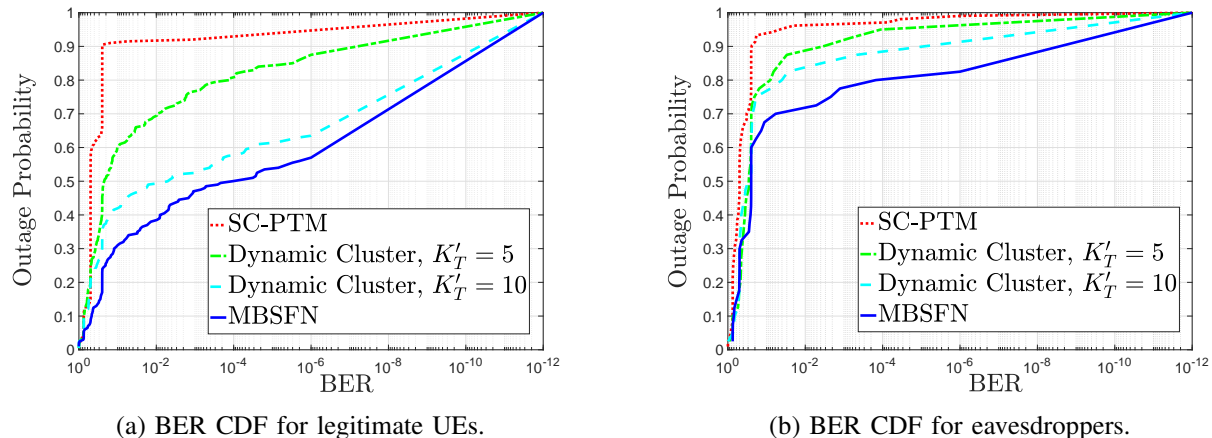 1
0.9
0.8
0.7
0.6
0.5
0.4
0.3
0.2
0.1
0
Outage Probability
SC-PTM
Dynamic Cluster, K′_T = 5
Dynamic Cluster, K′_T = 10
MBSFN
10^0 10^-2 10^-4 10^-6 10^-8 10^-10 10^-12
BER
(a) BER CDF for legitimate UEs.
1
0.9
0.8
0.7
0.6
0.5
0.4
0.3
0.2
0.1
0
Outage Probability
SC-PTM
Dynamic Cluster, K′_T = 5
Dynamic Cluster, K′_T = 10
MBSFN
10^0 10^-2 10^-4 10^-6 10^-8 10^-10 10^-12
BER
(b) BER CDF for eavesdroppers.